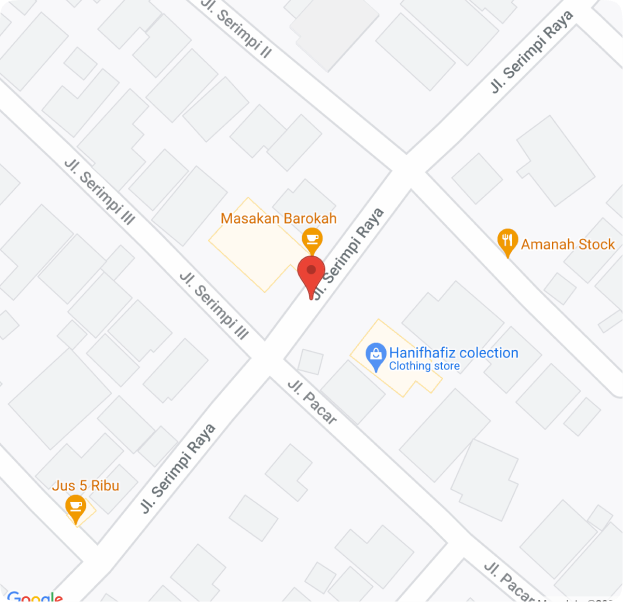 Jl. Serimpi II
Jl. Serimpi Raya
Jl. Serimpi III
Masakan Barokah
Jl. Serimpi Raya
Amanah Stock
Jl. Serimpi III
Hanifhafiz colection
Clothing store
Jl. Pacar
Jl. Serimpi Raya
Jus 5 Ribu
Jl. Pacar
Google